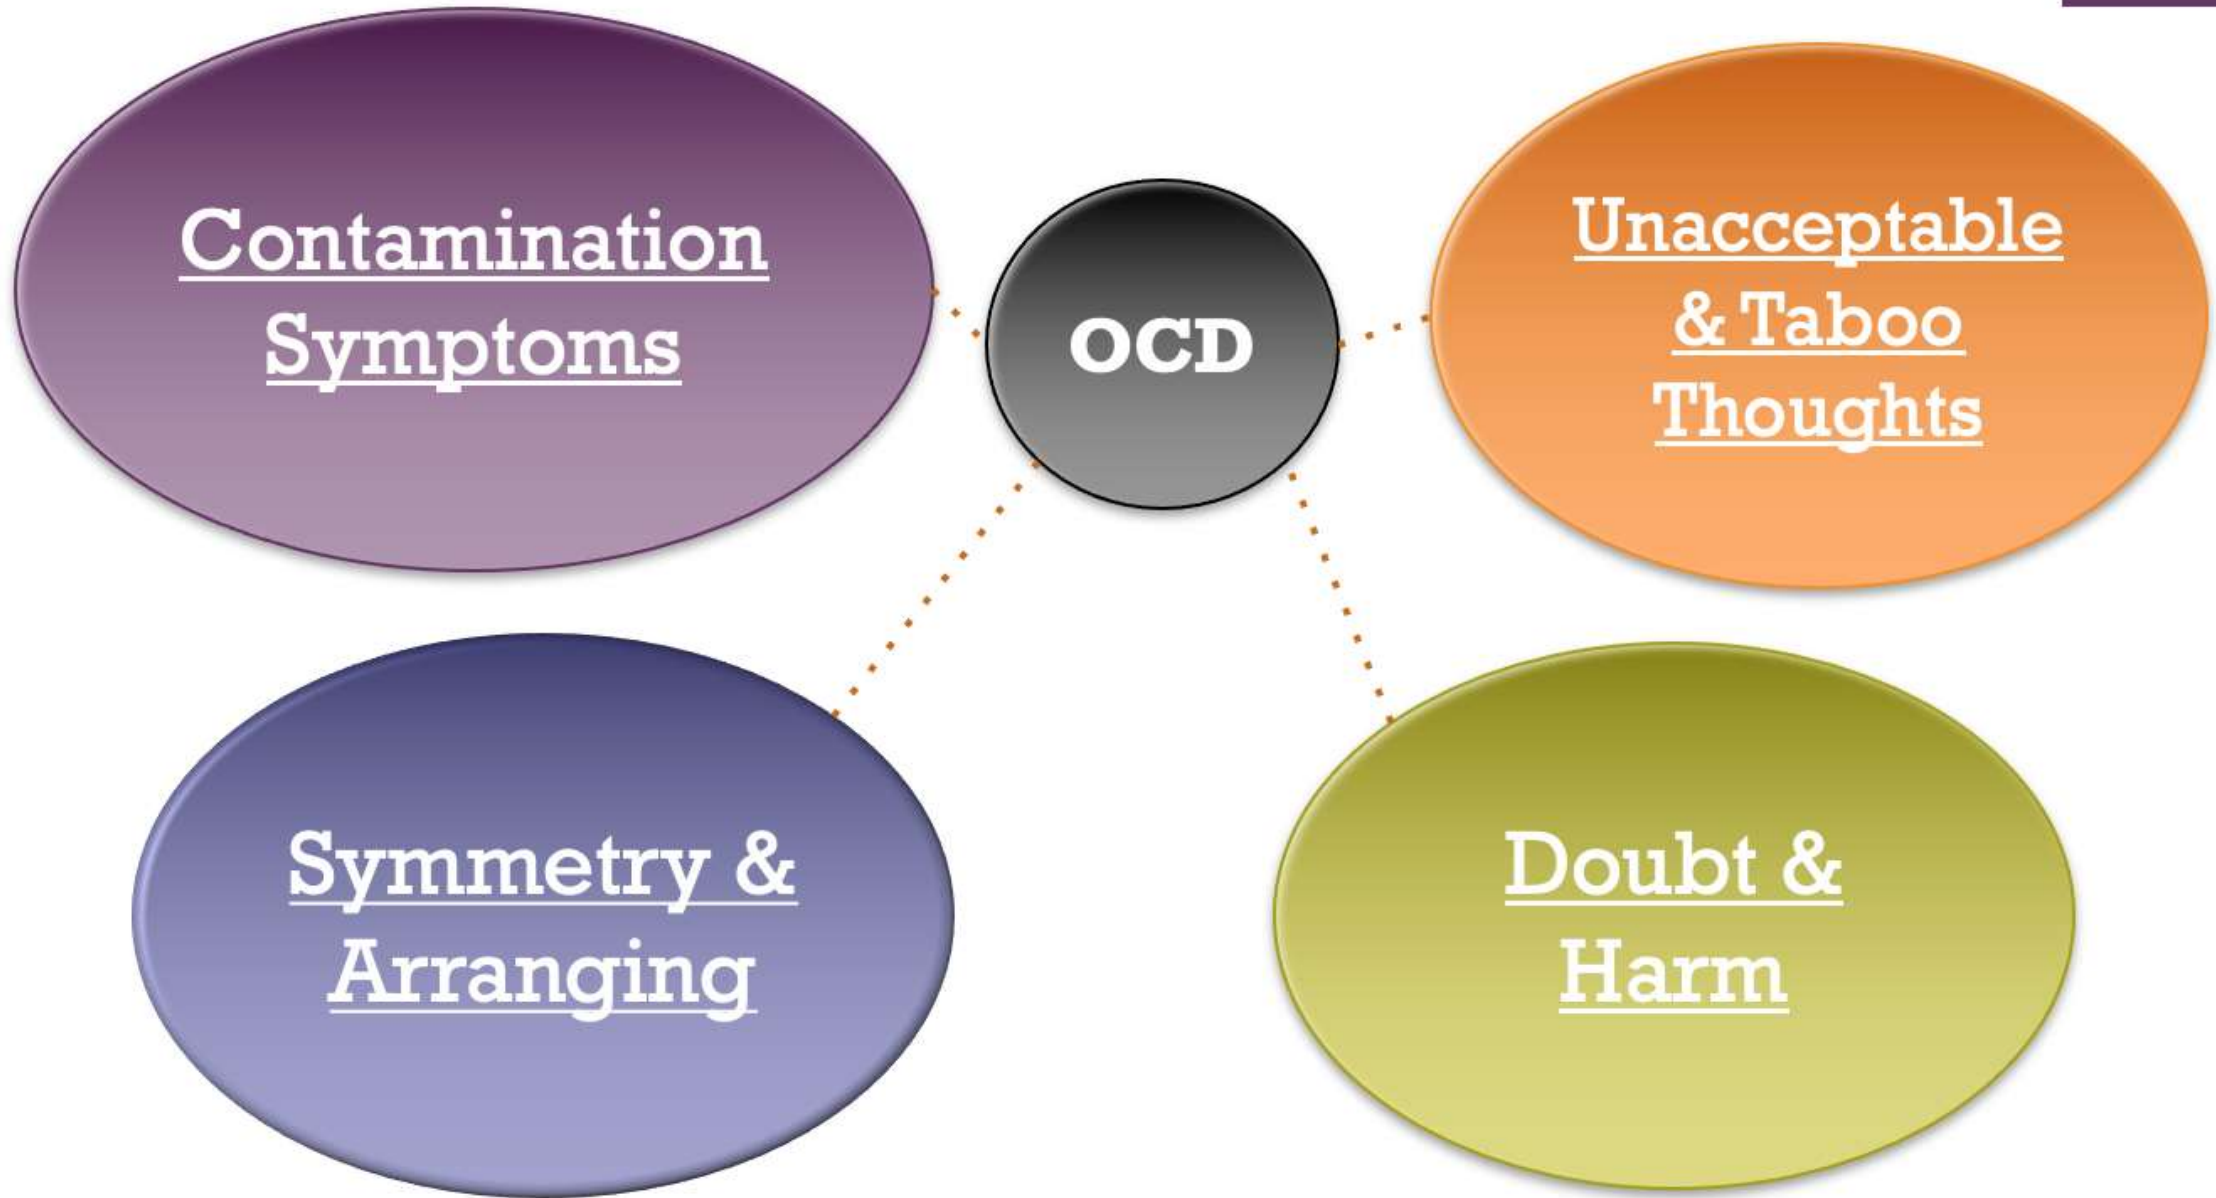 Contamination
Symptoms
OCD
Unacceptable
& Taboo
Thoughts
Symmetry &
Arranging
Doubt &
Harm